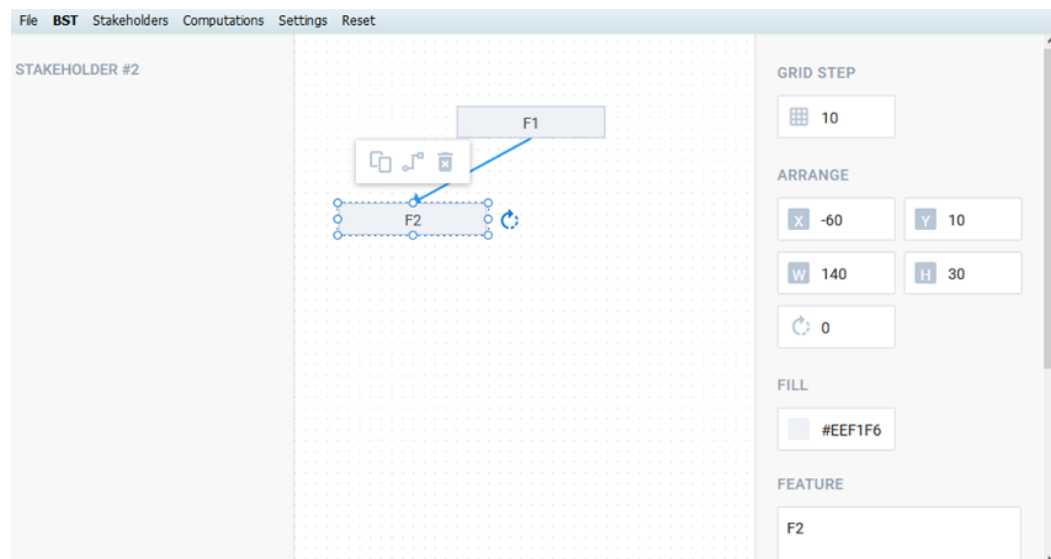 File BST Stakeholders Computations Settings Reset
STAKEHOLDER #2
F1
F2
GRID STEP
10
ARRANGE
X -60 Y 10
W 140 H 30
0
FILL
#EEF1F6
FEATURE
F2